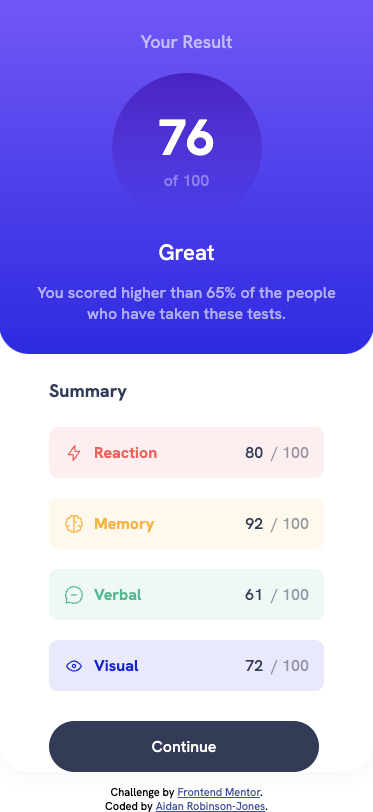 Your Result
76
of 100
Great
You scored higher than 65% of the people
who have taken these tests.
Summary
Reaction 80 / 100
Memory 92 / 100
Verbal 61 / 100
Visual 72 / 100
Continue
Challenge by Frontend Mentor.
Coded by Aidan Robinson-Jones.